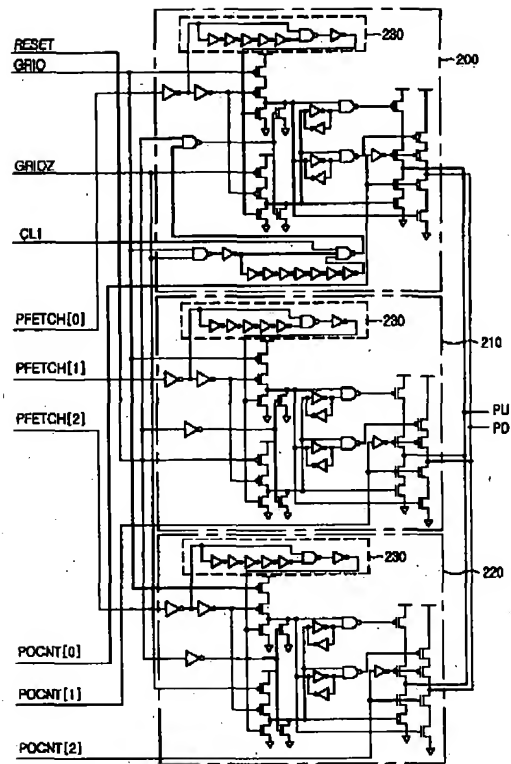 RESET
GRIO
GRIDZ
CL1
PFETCH[0]
PFETCH[1]
PFETCH[2]
POCNT[0]
POCNT[1]
POCNT[2]
230
200
230
210
PU
PD
230
220